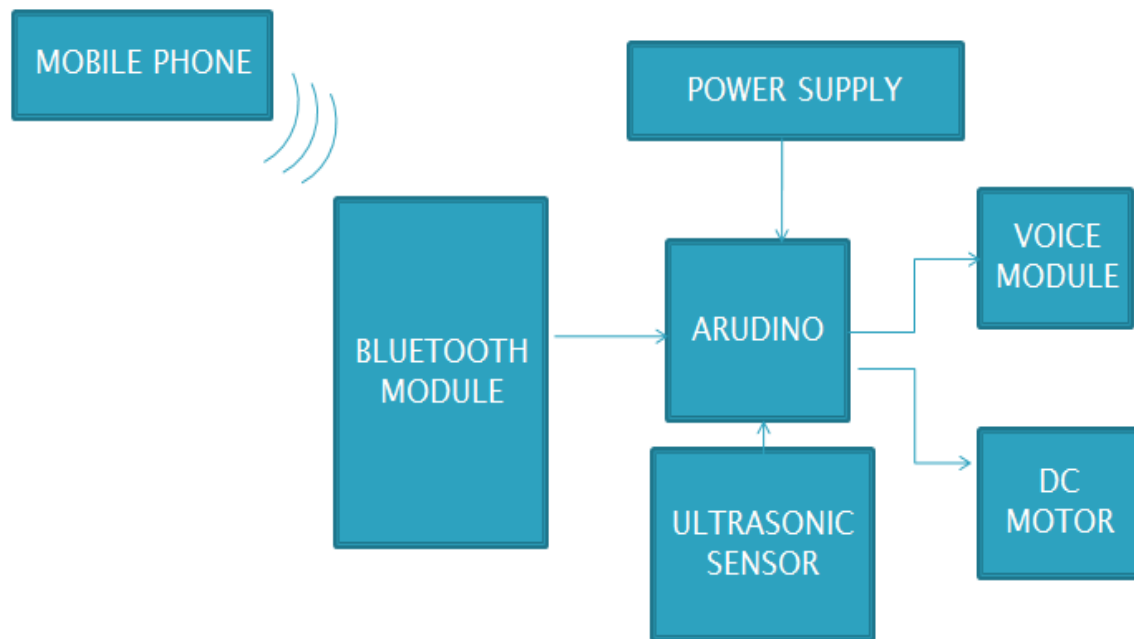 MOBILE PHONE
POWER SUPPLY
BLUETOOTH
MODULE
ARUDINO
VOICE
MODULE
ULTRASONIC
SENSOR
DC
MOTOR